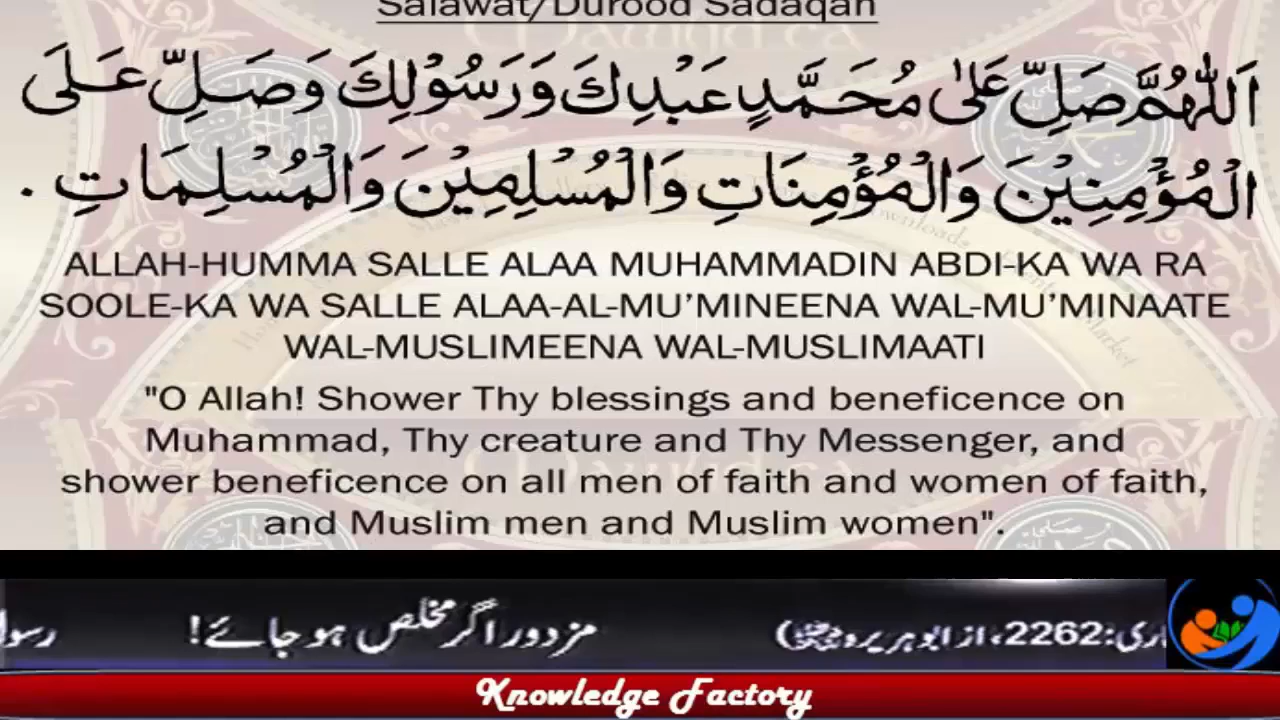 Salawat/Durood Sadaqah
اَللّٰهُمَّ صَلِّ عَلٰى مُحَمَّدٍ عَبْدِكَ وَرَسُوْلِكَ وَصَلِّ عَلَى
الْمُؤْمِنِيْنَ وَالْمُؤْمِنَاتِ وَالْمُسْلِمِيْنَ وَالْمُسْلِمَاتِ .
ALLAH-HUMMA SALLE ALAA MUHAMMADIN ABDI-KA WA RA
SOOLE-KA WA SALLE ALAA-AL-MU’MINEENA WAL-MU’MINAATE
WAL-MUSLIMEENA WAL-MUSLIMAATI
"O Allah! Shower Thy blessings and beneficence on
Muhammad, Thy creature and Thy Messenger, and
shower beneficence on all men of faith and women of faith,
and Muslim men and Muslim women".
اری:2262، از ابو ہریرہ) مزدور اگر مخلص ہو جائے! رسول
Knowledge Factory